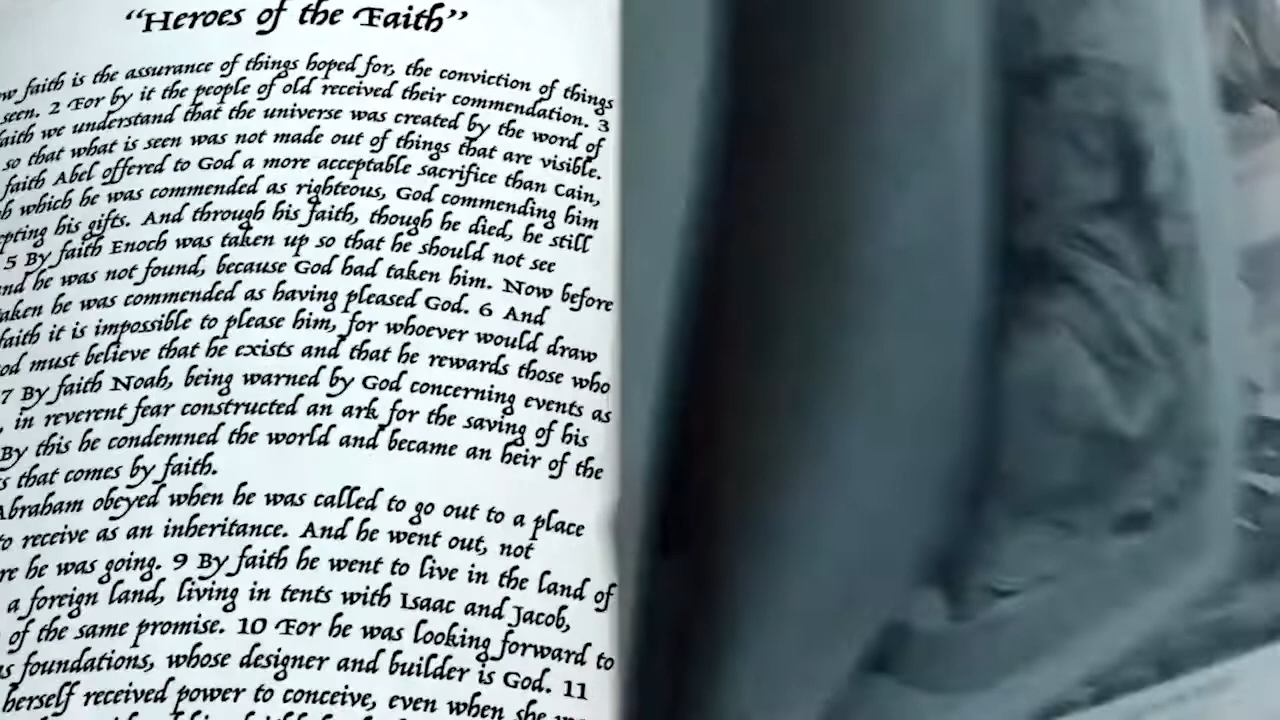 “Heroes of the Faith”
faith is the assurance of things hoped for, the conviction of things
seen. 2 For by it the people of old received their commendation. 3
faith we understand that the universe was created by the word of
so that what is seen was not made out of things that are visible.
faith Abel offered to God a more acceptable sacrifice than Cain,
which he was commended as righteous, God commending him
his gifts. And through his faith, though he died, he still
5 By faith Enoch was taken up so that he should not see
and he was not found, because God had taken him. Now before
taken he was commended as having pleased God. 6 And
faith it is impossible to please him, for whoever would draw
must believe that he exists and that he rewards those who
7 By faith Noah, being warned by God concerning events as
, in reverent fear constructed an ark for the saving of his
By this he condemned the world and became an heir of the
that comes by faith.
Abraham obeyed when he was called to go out to a place
to receive as an inheritance. And he went out, not
he was going. 9 By faith he went to live in the land of
a foreign land, living in tents with Isaac and Jacob,
of the same promise. 10 For he was looking forward to
foundations, whose designer and builder is God. 11
herself received power to conceive, even when she